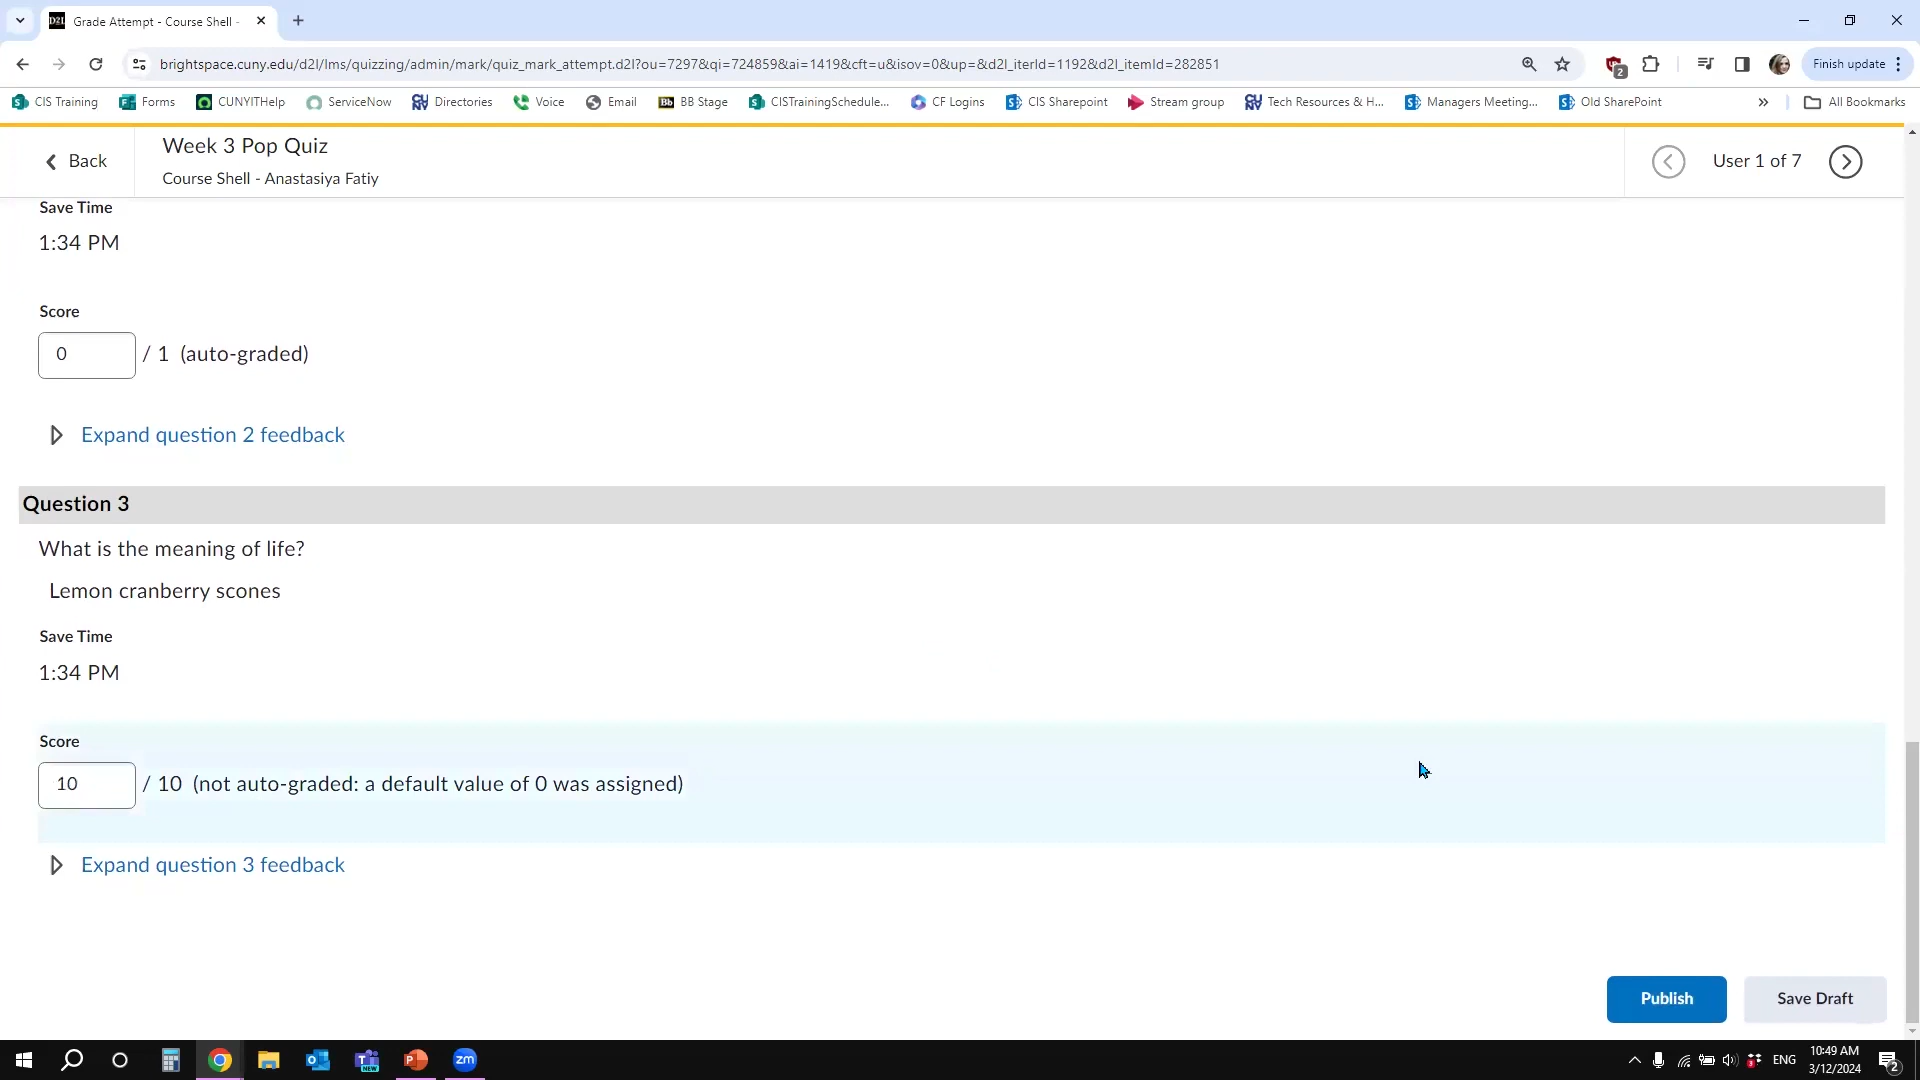 D2L Grade Attempt - Course Shell -
brightspace.cuny.edu/d2l/lms/quizzing/admin/mark/quiz_mark_attempt.d2l?ou=7297&qi=724859&ai=1419&cft=u&isov=0&up=&d2l_iterId=1192&d2l_itemId=282851
2
Finish update
CIS Training Forms CUNYITHelp ServiceNow Directories Voice Email Bb BB Stage CISTrainingSchedule... CF Logins CIS Sharepoint Stream group Tech Resources & H... Managers Meeting... Old SharePoint » All Bookmarks
Back
Week 3 Pop Quiz
Course Shell - Anastasiya Fatiy
User 1 of 7
Save Time
1:34 PM
Score
0 / 1 (auto-graded)
Expand question 2 feedback
Question 3
What is the meaning of life?
Lemon cranberry scones
Save Time
1:34 PM
Score
10 / 10 (not auto-graded: a default value of 0 was assigned)
Expand question 3 feedback
Publish
Save Draft
zm
ENG
10:49 AM
3/12/2024
2